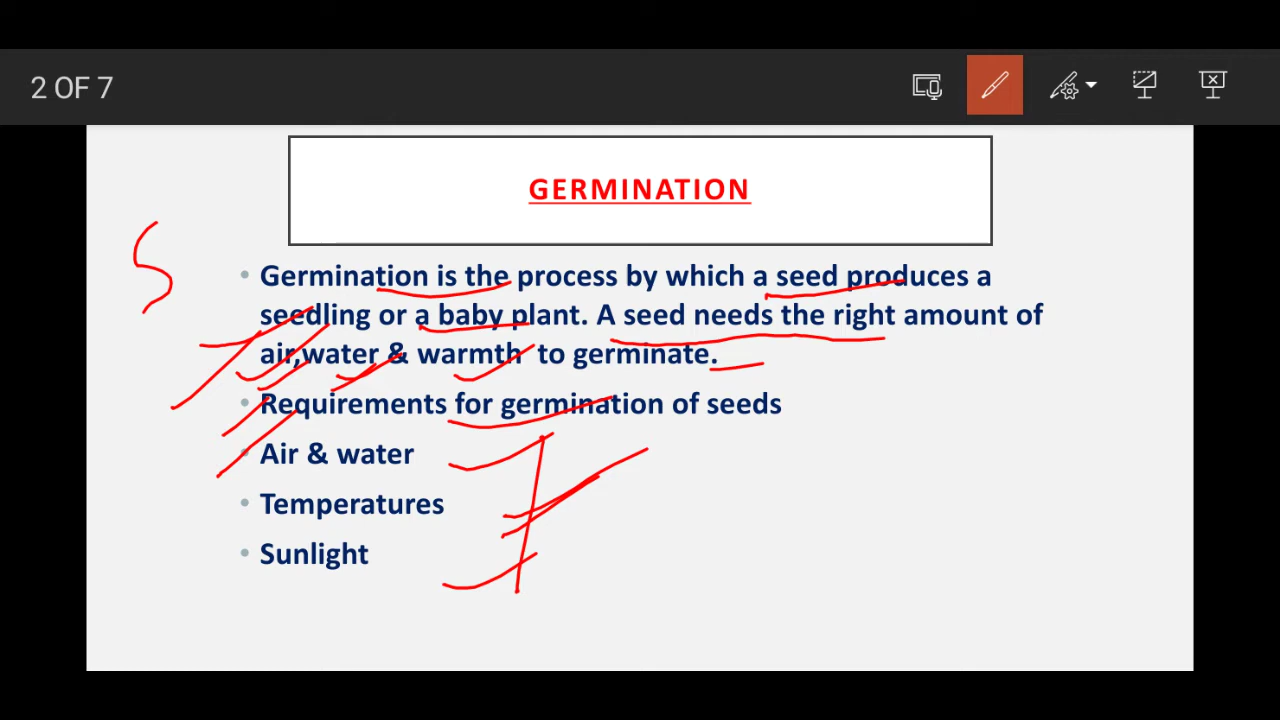 2 OF 7
GERMINATION
• Germination is the process by which a seed produces a
seedling or a baby plant. A seed needs the right amount of
air,water & warmth to germinate.
• Requirements for germination of seeds
• Air & water
• Temperatures
• Sunlight